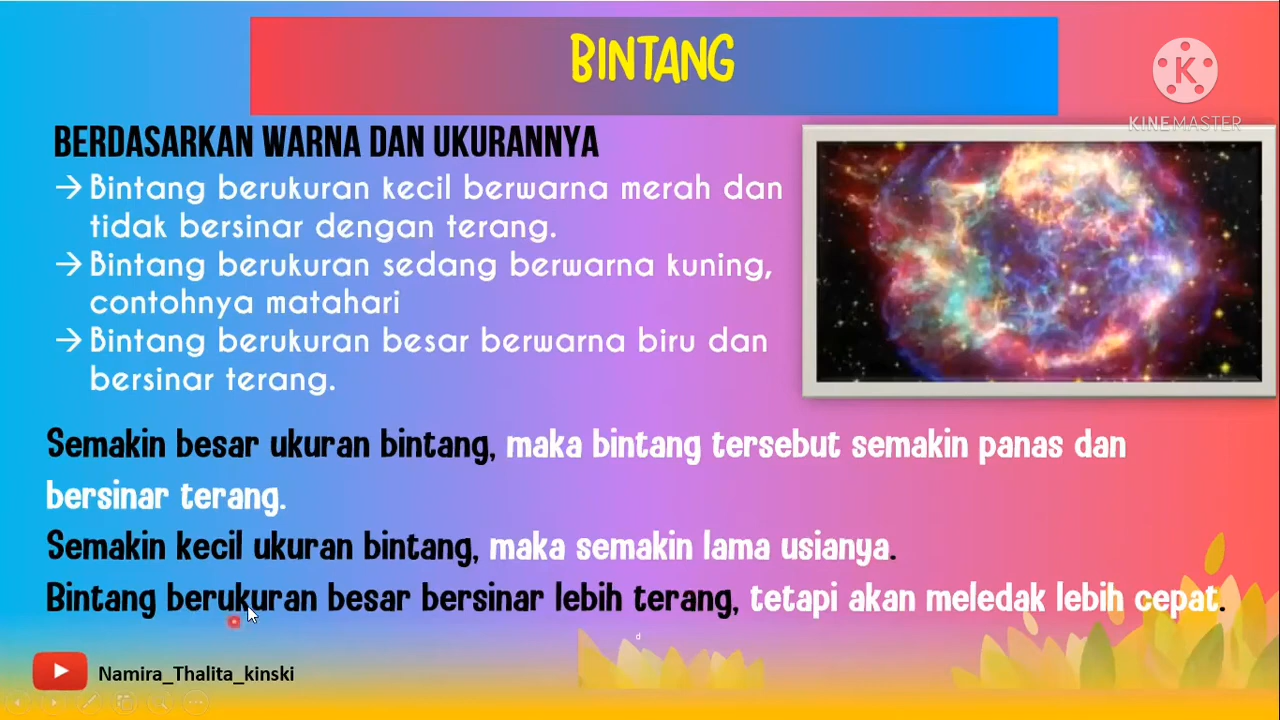 BINTANG
K
KINEMASTER
BERDASARKAN WARNA DAN UKURANNYA
→ Bintang berukuran kecil berwarna merah dan
tidak bersinar dengan terang.
→ Bintang berukuran sedang berwarna kuning,
contohnya matahari
→ Bintang berukuran besar berwarna biru dan
bersinar terang.
Semakin besar ukuran bintang, maka bintang tersebut semakin panas dan
bersinar terang.
Semakin kecil ukuran bintang, maka semakin lama usianya.
Bintang berukuran besar bersinar lebih terang, tetapi akan meledak lebih cepat.
d
Namira_Thalita_kinski